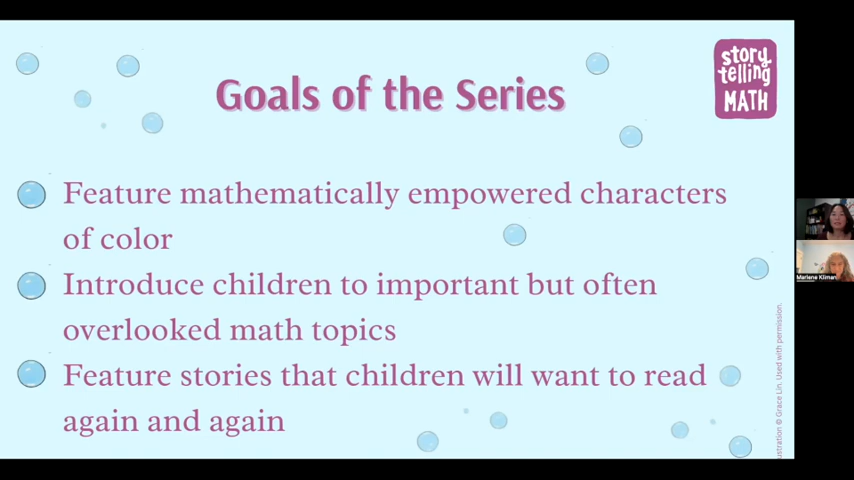 Goals of the Series
story
telling
MATH
Feature mathematically empowered characters
of color
Introduce children to important but often
overlooked math topics
Feature stories that children will want to read
again and again
ustration © Grace Lin. Used with permission.
Marlene Kliman